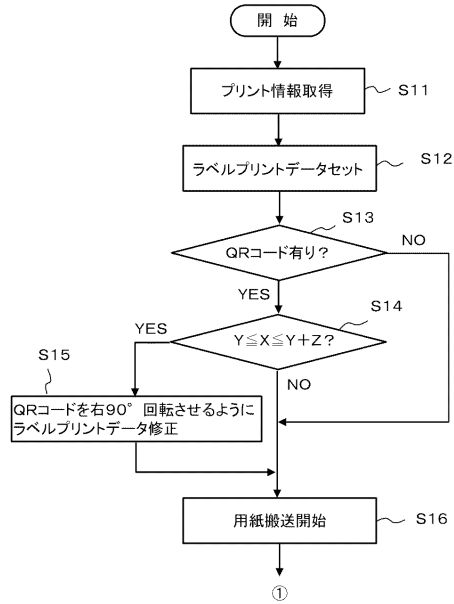 開 始
プリント情報取得
S11
ラベルプリントデータセット
S12
S13
QRコード有り？
NO
YES
S14
Y≦X≦Y＋Z？
YES
NO
S15
QRコードを右90°回転させるように
ラベルプリントデータ修正
用紙搬送開始
S16
①